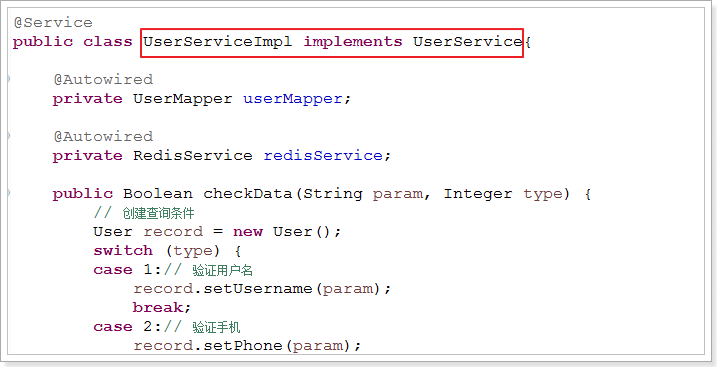 @Service
public class UserServiceImpl implements UserService{
@Autowired
private UserMapper userMapper;
@Autowired
private RedisService redisService;
public Boolean checkData(String param, Integer type) {
// 创建查询条件
User record = new User();
switch (type) {
case 1:// 验证用户名
record.setUsername(param);
break;
case 2:// 验证手机
record.setPhone(param);